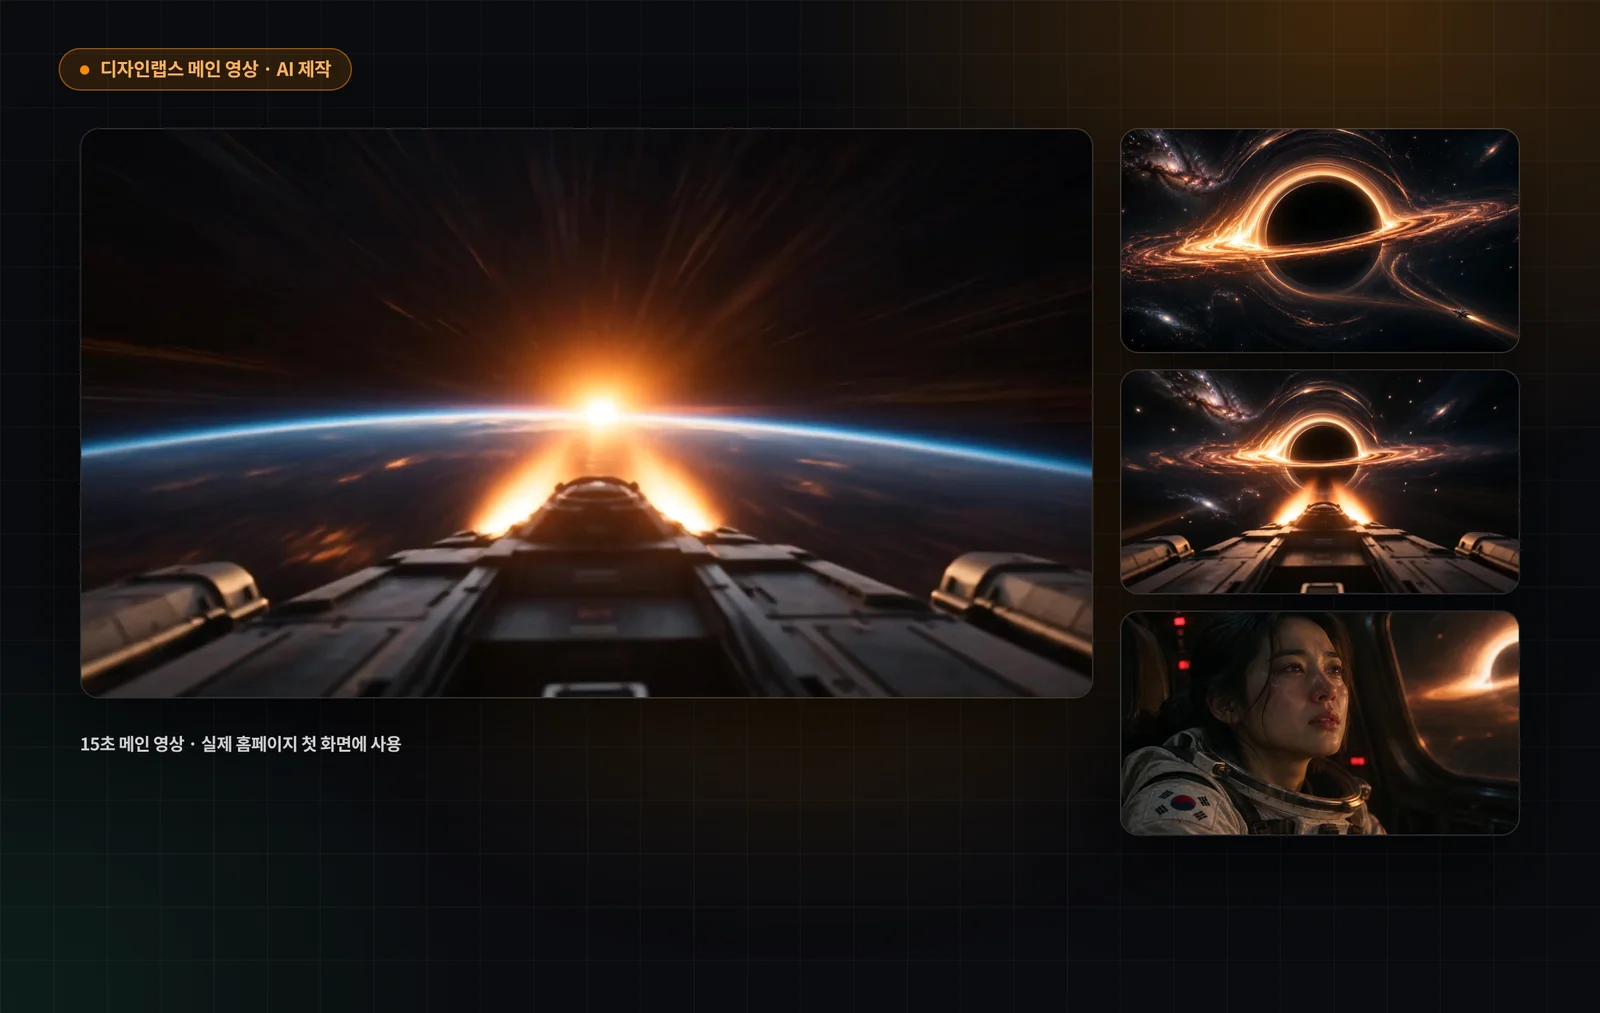 디자인랩스 메인 영상 · AI 제작
15초 메인 영상 · 실제 홈페이지 첫 화면에 사용